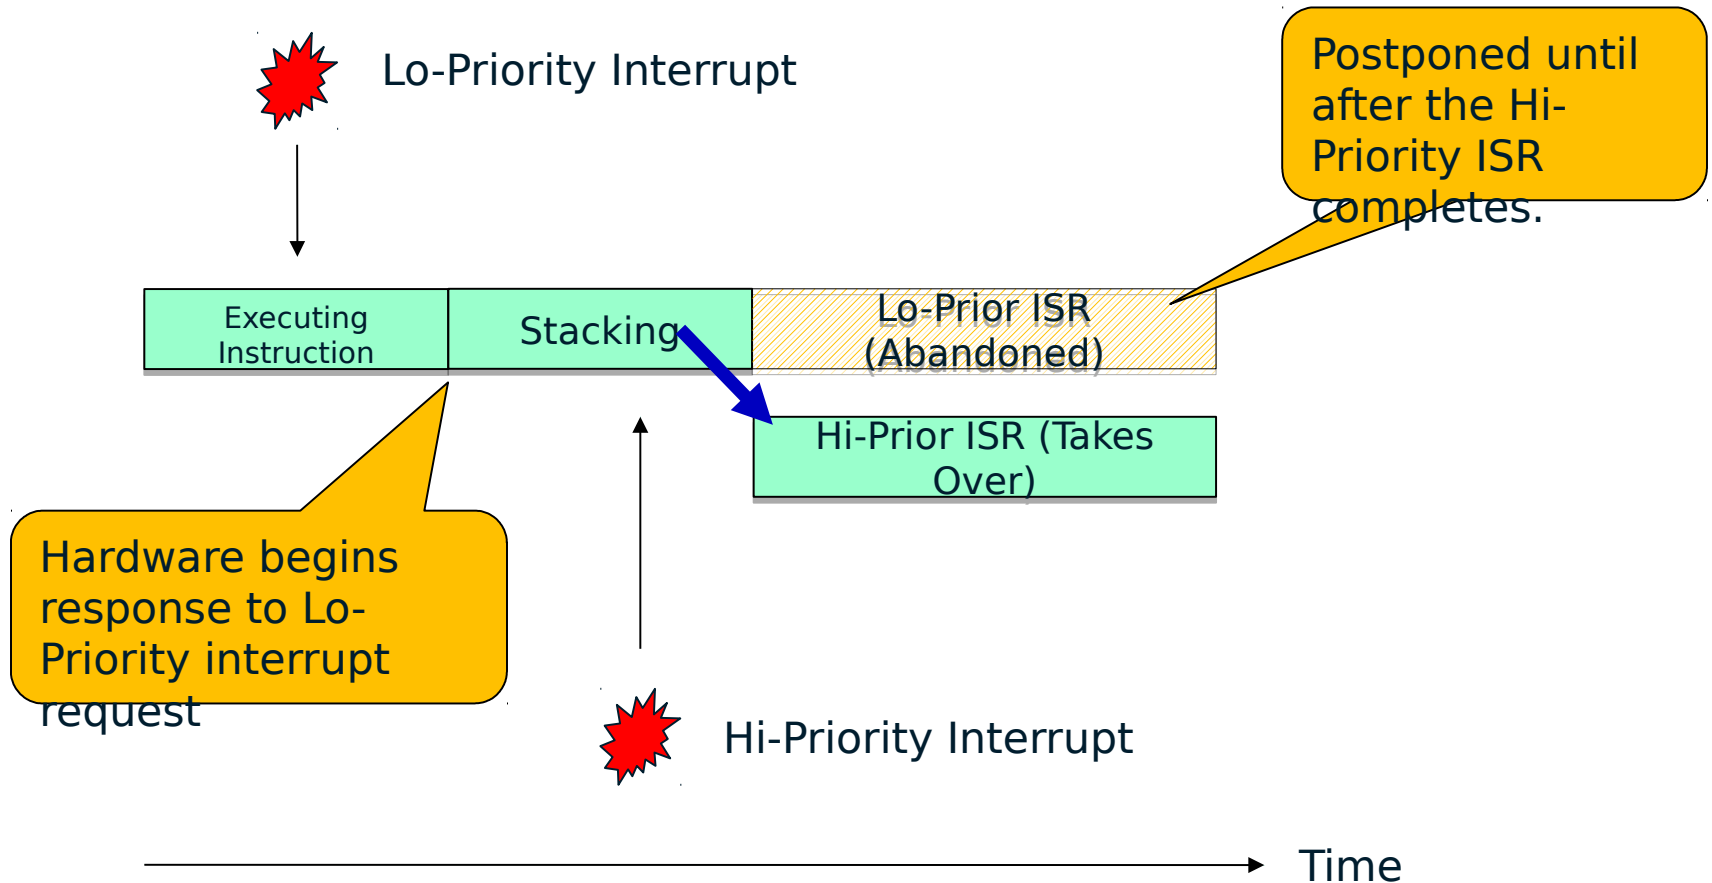 Lo-Priority Interrupt
Postponed until
after the Hi-
Priority ISR
completes.
Executing
Instruction
Stacking
Lo-Prior ISR
(Abandoned)
Hi-Prior ISR (Takes
Over)
Hardware begins
response to Lo-
Priority interrupt
request
Hi-Priority Interrupt
Time